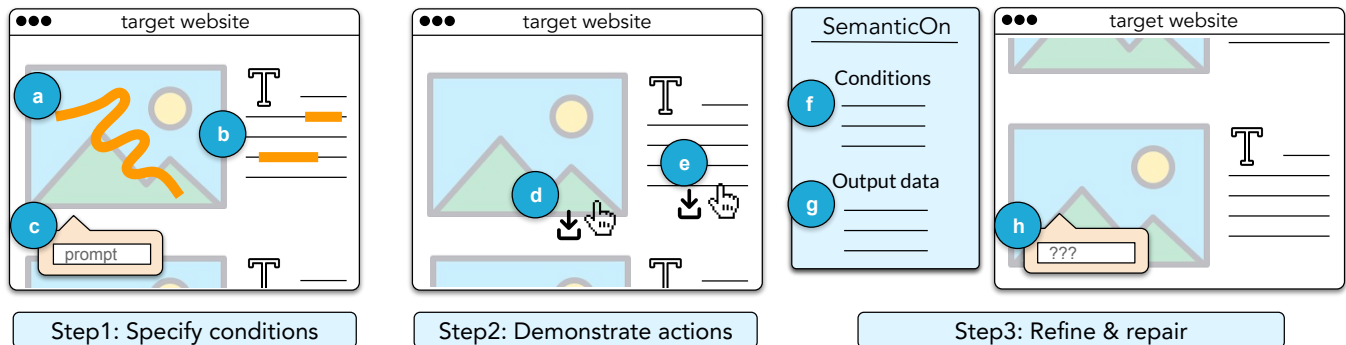 target website
a
T
b
c
prompt
T
Step1: Specify conditions
target website
T
e
d
T
Step2: Demonstrate actions
SemanticOn
Conditions
f
Output data
g
target website
T
h
???
Step3: Refine & repair